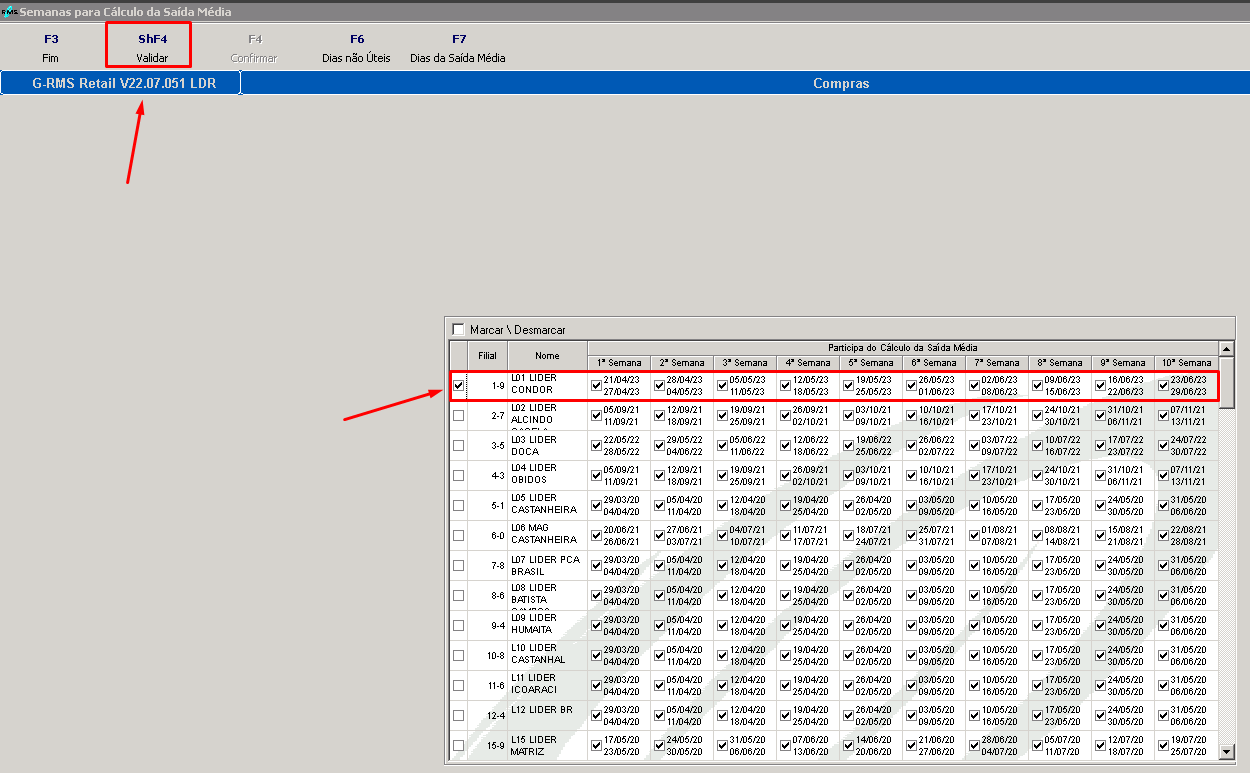 RMS Semanas para Cálculo da Saída Média
F3 ShF4 F4 F6 F7
Fim Validar Confirmar Dias não Úteis Dias da Saída Média
G-RMS Retail V22.07.051 LDR Compras
Marcar \ Desmarcar
Filial Nome Participa do Cálculo da Saída Média
1ª Semana 2ª Semana 3ª Semana 4ª Semana 5ª Semana 6ª Semana 7ª Semana 8ª Semana 9ª Semana 10ª Semana
1-9 L01 LIDER 21/04/23 28/04/23 05/05/23 12/05/23 19/05/23 26/05/23 02/06/23 09/06/23 16/06/23 23/06/23
CONDOR 27/04/23 04/05/23 11/05/23 18/05/23 25/05/23 01/06/23 08/06/23 15/06/23 22/06/23 29/06/23
2-7 L02 LIDER 05/09/21 12/09/21 19/09/21 26/09/21 03/10/21 10/10/21 17/10/21 24/10/21 31/10/21 07/11/21
ALCINDO 11/09/21 18/09/21 25/09/21 02/10/21 09/10/21 16/10/21 23/10/21 30/10/21 06/11/21 13/11/21
3-5 L03 LIDER 22/05/22 29/05/22 05/06/22 12/06/22 19/06/22 26/06/22 03/07/22 10/07/22 17/07/22 24/07/22
DOCA 28/05/22 04/06/22 11/06/22 18/06/22 25/06/22 02/07/22 09/07/22 16/07/22 23/07/22 30/07/22
4-3 L04 LIDER 05/09/21 12/09/21 19/09/21 26/09/21 03/10/21 10/10/21 17/10/21 24/10/21 31/10/21 07/11/21
OBIDOS 11/09/21 18/09/21 25/09/21 02/10/21 09/10/21 16/10/21 23/10/21 30/10/21 06/11/21 13/11/21
5-1 L05 LIDER 29/03/20 05/04/20 12/04/20 19/04/20 26/04/20 03/05/20 10/05/20 17/05/20 24/05/20 31/05/20
CASTANHEIRA 04/04/20 11/04/20 18/04/20 25/04/20 02/05/20 09/05/20 16/05/20 23/05/20 30/05/20 06/06/20
6-0 L06 MAG 20/06/21 27/06/21 04/07/21 11/07/21 18/07/21 25/07/21 01/08/21 08/08/21 15/08/21 22/08/21
CASTANHEIRA 26/06/21 03/07/21 10/07/21 17/07/21 24/07/21 31/07/21 07/08/21 14/08/21 21/08/21 28/08/21
7-8 L07 LIDER PCA 29/03/20 05/04/20 12/04/20 19/04/20 26/04/20 03/05/20 10/05/20 17/05/20 24/05/20 31/05/20
BRASIL 04/04/20 11/04/20 18/04/20 25/04/20 02/05/20 09/05/20 16/05/20 23/05/20 30/05/20 06/06/20
8-6 L08 LIDER 29/03/20 05/04/20 12/04/20 19/04/20 26/04/20 03/05/20 10/05/20 17/05/20 24/05/20 31/05/20
BATISTA 04/04/20 11/04/20 18/04/20 25/04/20 02/05/20 09/05/20 16/05/20 23/05/20 30/05/20 06/06/20
9-4 L09 LIDER 29/03/20 05/04/20 12/04/20 19/04/20 26/04/20 03/05/20 10/05/20 17/05/20 24/05/20 31/05/20
HUMAITA 04/04/20 11/04/20 18/04/20 25/04/20 02/05/20 09/05/20 16/05/20 23/05/20 30/05/20 06/06/20
10-8 L10 LIDER 29/03/20 05/04/20 12/04/20 19/04/20 26/04/20 03/05/20 10/05/20 17/05/20 24/05/20 31/05/20
CASTANHAL 04/04/20 11/04/20 18/04/20 25/04/20 02/05/20 09/05/20 16/05/20 23/05/20 30/05/20 06/06/20
11-6 L11 LIDER 29/03/20 05/04/20 12/04/20 19/04/20 26/04/20 03/05/20 10/05/20 17/05/20 24/05/20 31/05/20
ICOARACI 04/04/20 11/04/20 18/04/20 25/04/20 02/05/20 09/05/20 16/05/20 23/05/20 30/05/20 06/06/20
12-4 L12 LIDER BR 29/03/20 05/04/20 12/04/20 19/04/20 26/04/20 03/05/20 10/05/20 17/05/20 24/05/20 31/05/20
04/04/20 11/04/20 18/04/20 25/04/20 02/05/20 09/05/20 16/05/20 23/05/20 30/05/20 06/06/20
15-9 L15 LIDER 17/05/20 24/05/20 31/05/20 07/06/20 14/06/20 21/06/20 28/06/20 05/07/20 12/07/20 19/07/20
MATRIZ 23/05/20 30/05/20 06/06/20 13/06/20 20/06/20 27/06/20 04/07/20 11/07/20 18/07/20 25/07/20